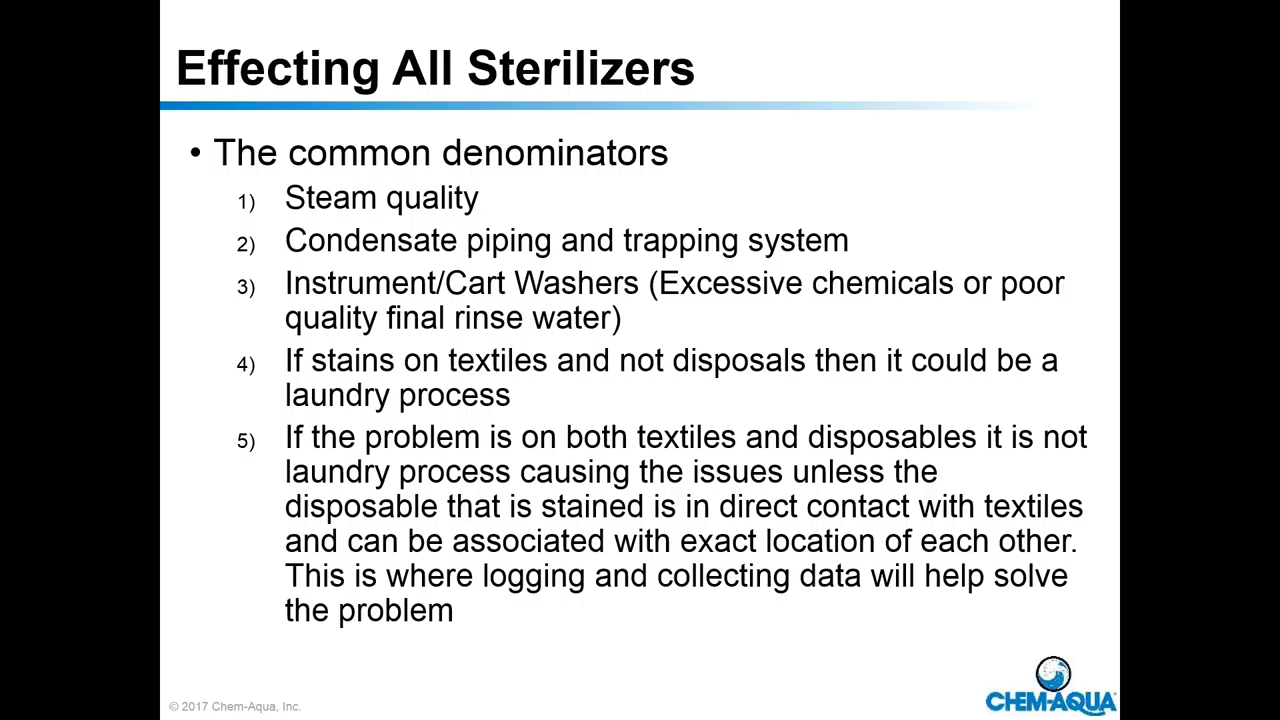 Effecting All Sterilizers
• The common denominators
1) Steam quality
2) Condensate piping and trapping system
3) Instrument/Cart Washers (Excessive chemicals or poor
quality final rinse water)
4) If stains on textiles and not disposals then it could be a
laundry process
5) If the problem is on both textiles and disposables it is not
laundry process causing the issues unless the
disposable that is stained is in direct contact with textiles
and can be associated with exact location of each other.
This is where logging and collecting data will help solve
the problem
© 2017 Chem-Aqua, Inc.
CHEM-AQUA